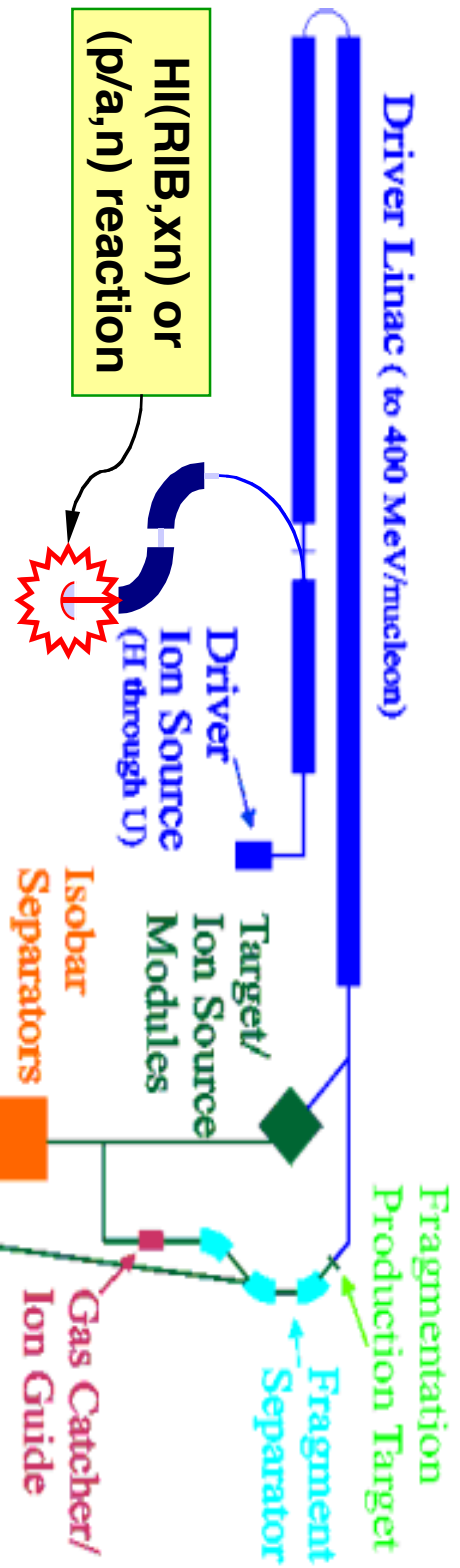 Driver Linac ( to 400 MeV/nucleon)
Fragmentation
Production Target
HI(RIB,xn) or
(p/a,n) reaction
Driver
Ion Source
(H through U)
Target/
Ion Source
Modules
Fragment
Separator
Isobar
Separators
Gas Catcher/
Ion Guide